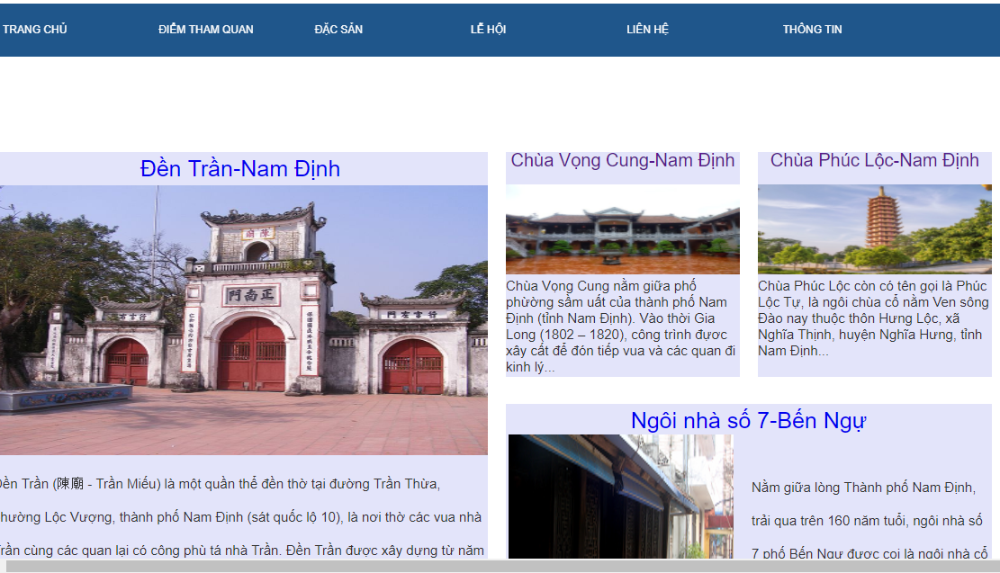 TRANG CHỦ ĐIỂM THAM QUAN ĐẶC SẢN LỄ HỘI LIÊN HỆ THÔNG TIN
Đền Trần-Nam Định
陳廟
正南門
Đền Trần (陳廟 - Trần Miếu) là một quần thể đền thờ tại đường Trần Thừa,
phường Lộc Vượng, thành phố Nam Định (sát quốc lộ 10), là nơi thờ các vua nhà
Trần cùng các quan lại có công phù tá nhà Trần. Đền Trần được xây dựng từ năm
Chùa Vọng Cung-Nam Định
Chùa Vọng Cung nằm giữa phố
phường sầm uất của thành phố Nam
Định (tỉnh Nam Định). Vào thời Gia
Long (1802 – 1820), công trình được
xây cất để đón tiếp vua và các quan đi
kinh lý...
Chùa Phúc Lộc-Nam Định
Chùa Phúc Lộc còn có tên gọi là Phúc
Lộc Tự, là ngôi chùa cổ nằm Ven sông
Đào nay thuộc thôn Hưng Lộc, xã
Nghĩa Thịnh, huyện Nghĩa Hưng, tỉnh
Nam Định...
Ngôi nhà số 7-Bến Ngự
Nằm giữa lòng Thành phố Nam Định,
trải qua trên 160 năm tuổi, ngôi nhà số
7 phố Bến Ngự được coi là ngôi nhà cổ